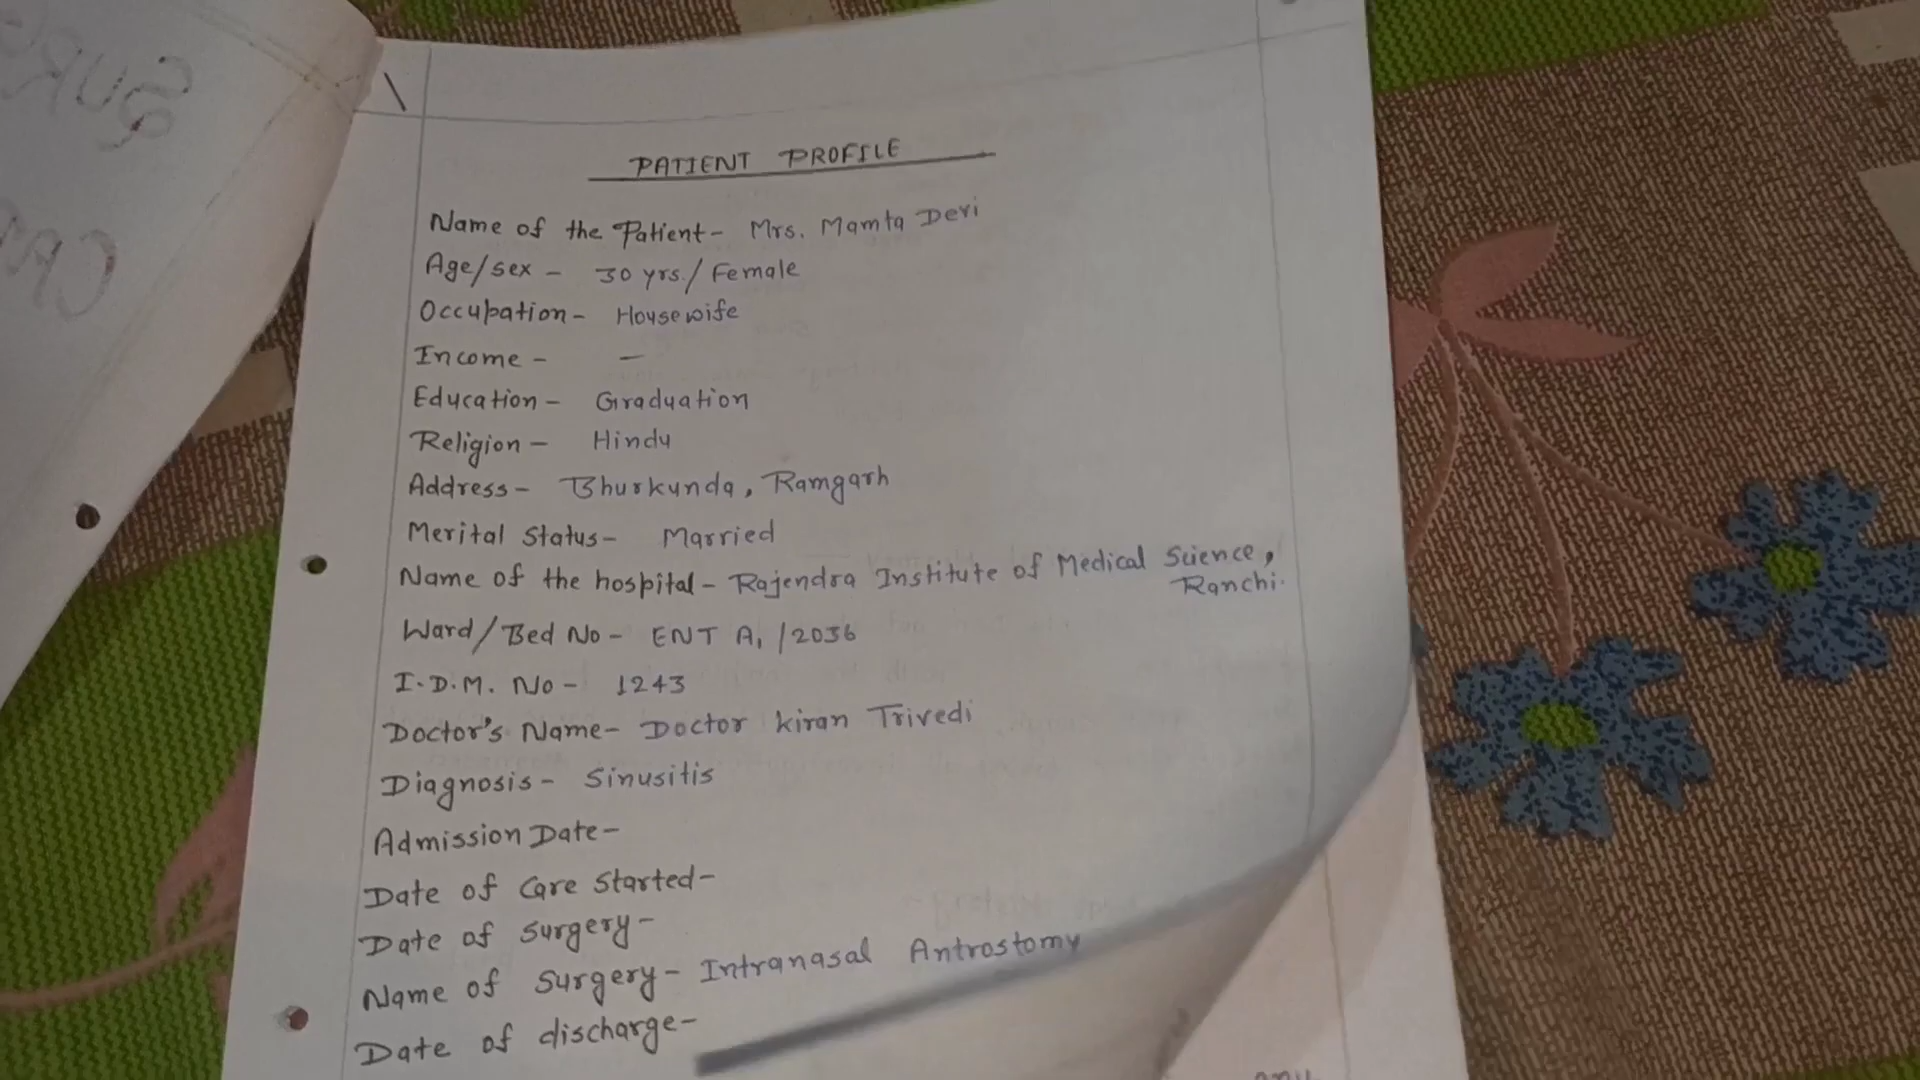 SURG
PATIENT PROFILE
Name of the Patient- Mrs. Mamta Devi
Age/sex - 30 yrs./Female
Occupation- Housewife
Income - -
Education- Graduation
Religion- Hindu
Address- Bhurkunda, Ramgarh
Merital Status- Married
Name of the hospital- Rajendra Institute of Medical Science,
Ranchi.
Ward/Bed No- ENT A1/2036
I.D.M. No- 1243
Doctor's Name- Doctor kiran Trivedi
Diagnosis- Sinusitis
Admission Date-
Date of Care Started-
Date of Surgery-
Name of Surgery- Intranasal Antrostomy
Date of discharge-